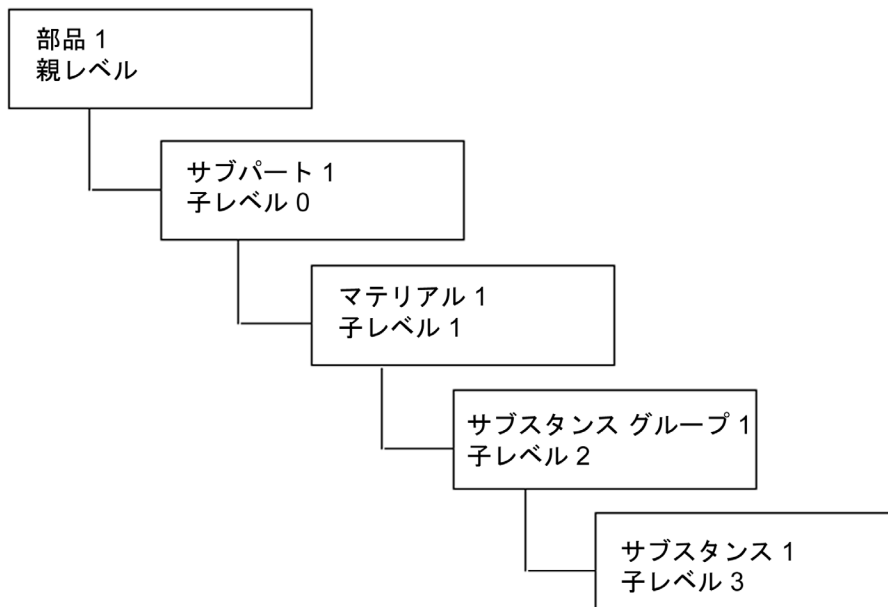 部品 1
親レベル
サブパート 1
子レベル 0
マテリアル 1
子レベル 1
サブスタンス グループ 1
子レベル 2
サブスタンス 1
子レベル 3